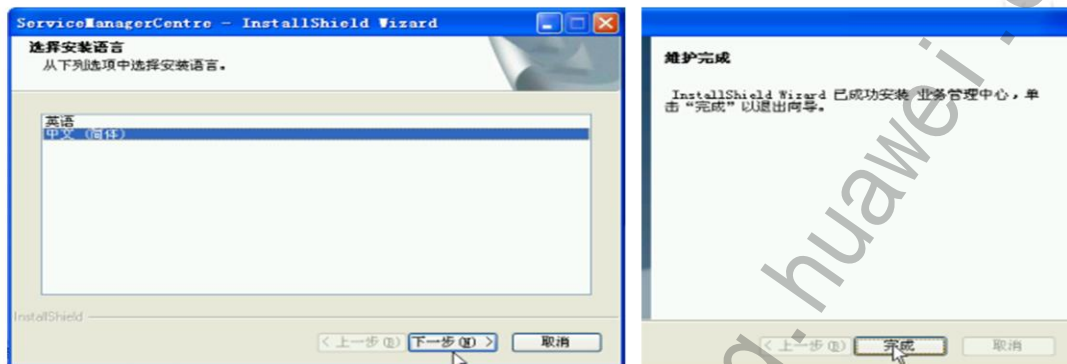 ServiceManagerCentre - InstallShield Wizard
选择安装语言
从下列选项中选择安装语言。
英语
中文 (简体)
InstallShield
< 上一步(B)
下一步(N) >
取消
维护完成
InstallShield Wizard 已成功安装 业务管理中心，单
击“完成”以退出向导。
< 上一步(B)
完成
取消
huawei